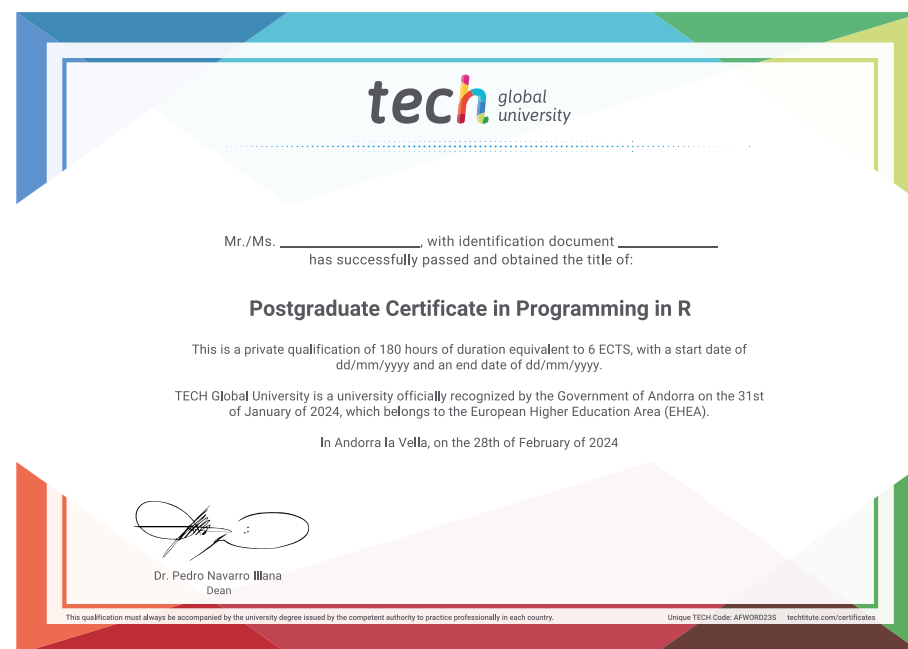 tech global university
Mr./Ms. ____________________, with identification document ______________
has successfully passed and obtained the title of:
Postgraduate Certificate in Programming in R
This is a private qualification of 180 hours of duration equivalent to 6 ECTS, with a start date of
dd/mm/yyyy and an end date of dd/mm/yyyy.
TECH Global University is a university officially recognized by the Government of Andorra on the 31st
of January of 2024, which belongs to the European Higher Education Area (EHEA).
In Andorra la Vella, on the 28th of February of 2024
Dr. Pedro Navarro Illana
Dean
This qualification must always be accompanied by the university degree issued by the competent authority to practice professionally in each country.
Unique TECH Code: AFWORD23S techtitute.com/certificates